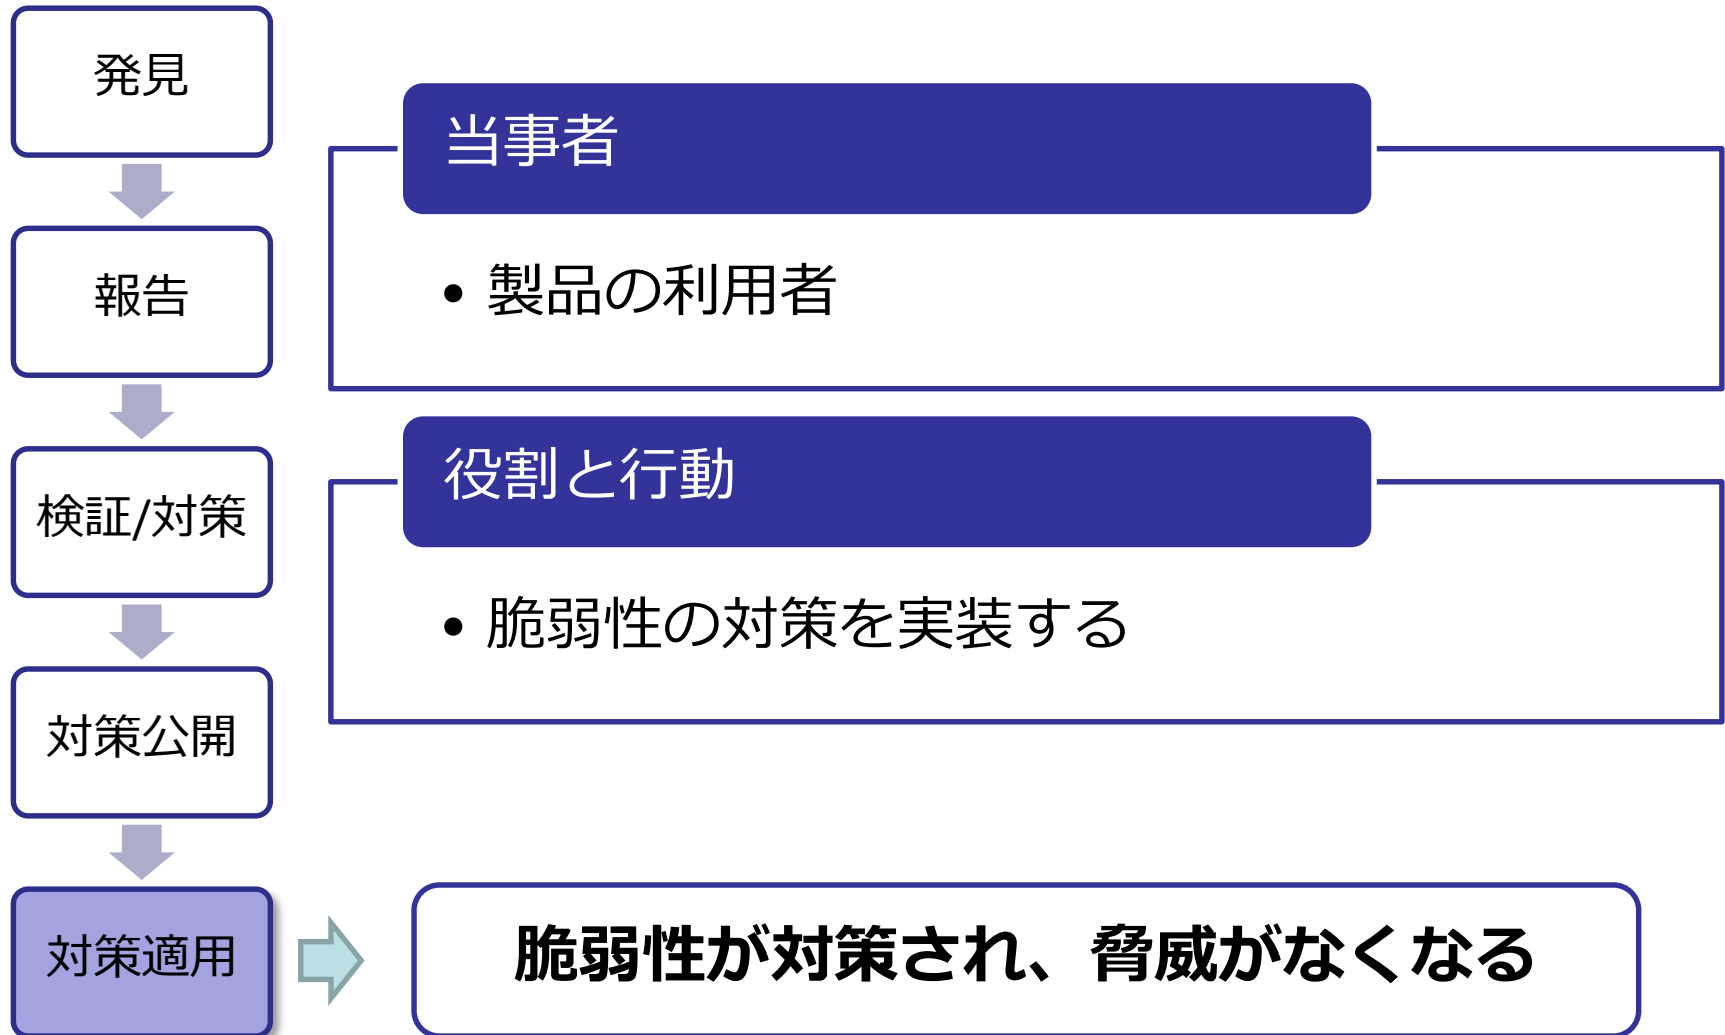 発見
報告
検証/対策
対策公開
対策適用
当事者
• 製品の利用者
役割と行動
• 脆弱性の対策を実装する
脆弱性が対策され、脅威がなくなる